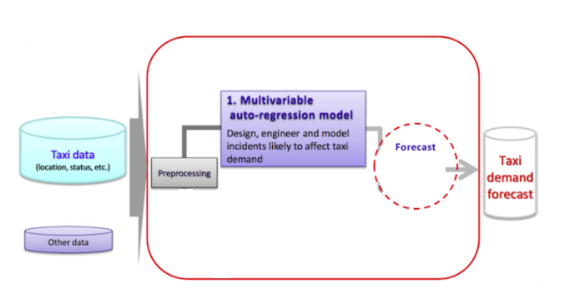 1. Multivariable
auto-regression model
Design, engineer and model
incidents likely to affect taxi
demand
Taxi data
(location, status, etc.)
Preprocessing
Forecast
Taxi
demand
forecast
Other data